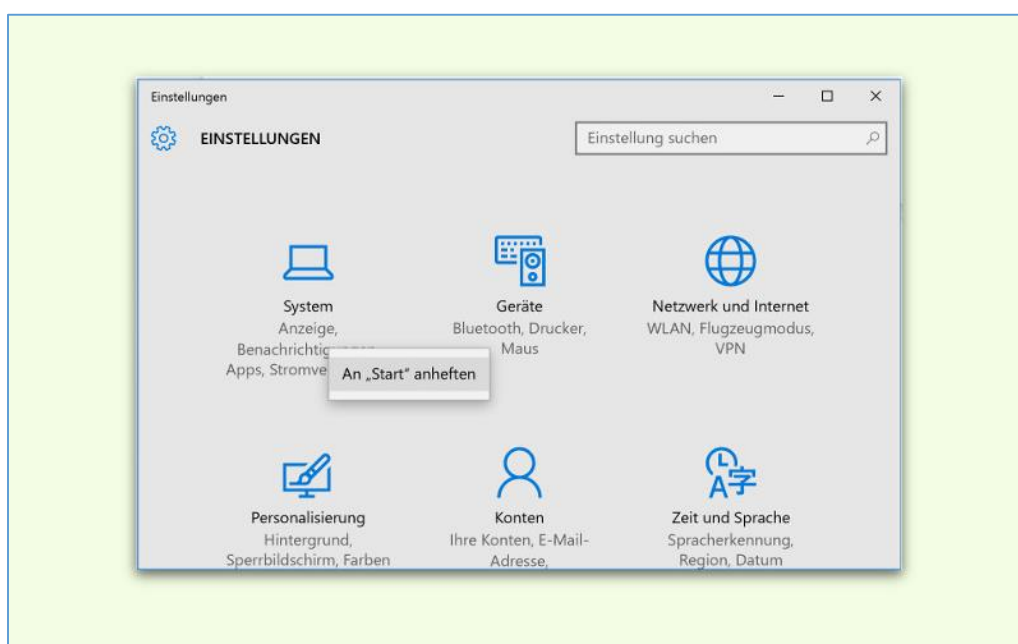 Einstellungen
EINSTELLUNGEN
Einstellung suchen
System
Anzeige,
Apps,
An „Start“ anheften
Geräte
Bluetooth, Drucker,
Maus
Netzwerk und Internet
WLAN, Flugzeugmodus,
VPN
Personalisierung
Hintergrund,
Sperrbildschirm, Farben
Konten
Ihre Konten, E-Mail-
Adresse,
Zeit und Sprache
Spracherkennung,
Region, Datum